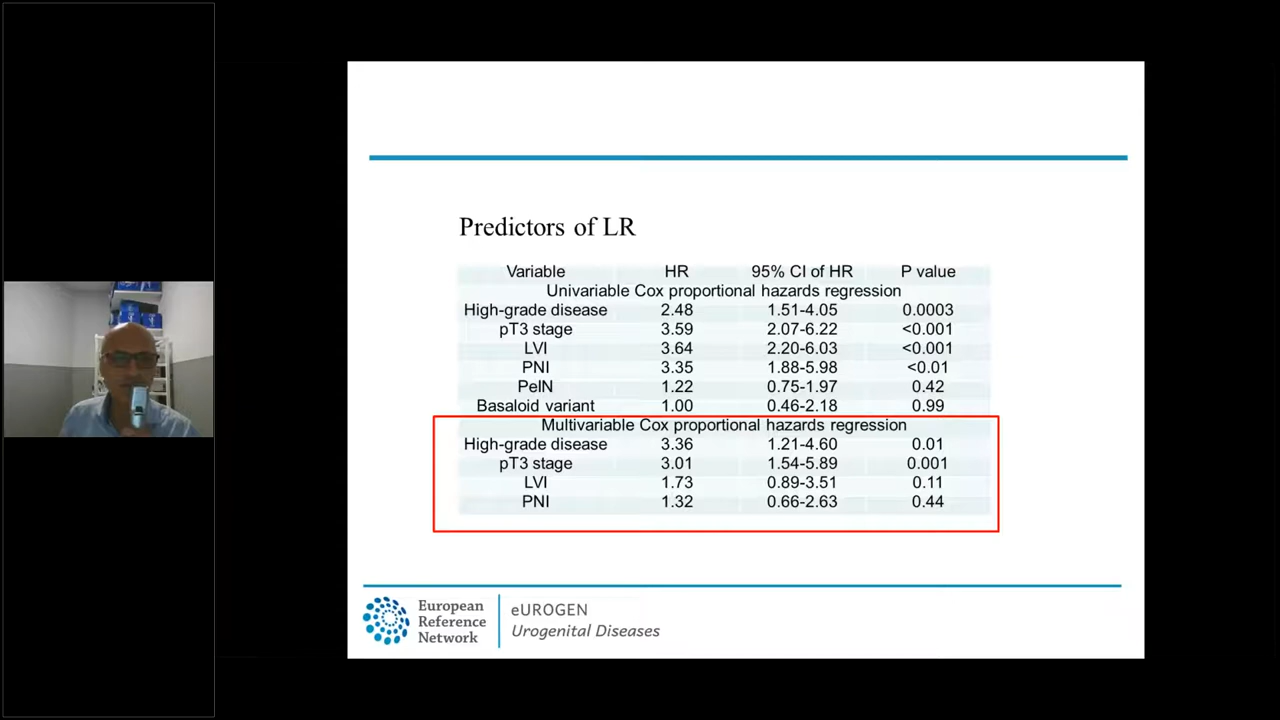 Predictors of LR
Variable HR 95% CI of HR P value
Univariable Cox proportional hazards regression
High-grade disease 2.48 1.51-4.05 0.0003
pT3 stage 3.59 2.07-6.22 <0.001
LVI 3.64 2.20-6.03 <0.001
PNI 3.35 1.88-5.98 <0.01
PeIN 1.22 0.75-1.97 0.42
Basaloid variant 1.00 0.46-2.18 0.99
Multivariable Cox proportional hazards regression
High-grade disease 3.36 1.21-4.60 0.01
pT3 stage 3.01 1.54-5.89 0.001
LVI 1.73 0.89-3.51 0.11
PNI 1.32 0.66-2.63 0.44
European
Reference
Network
eUROGEN
Urogenital Diseases